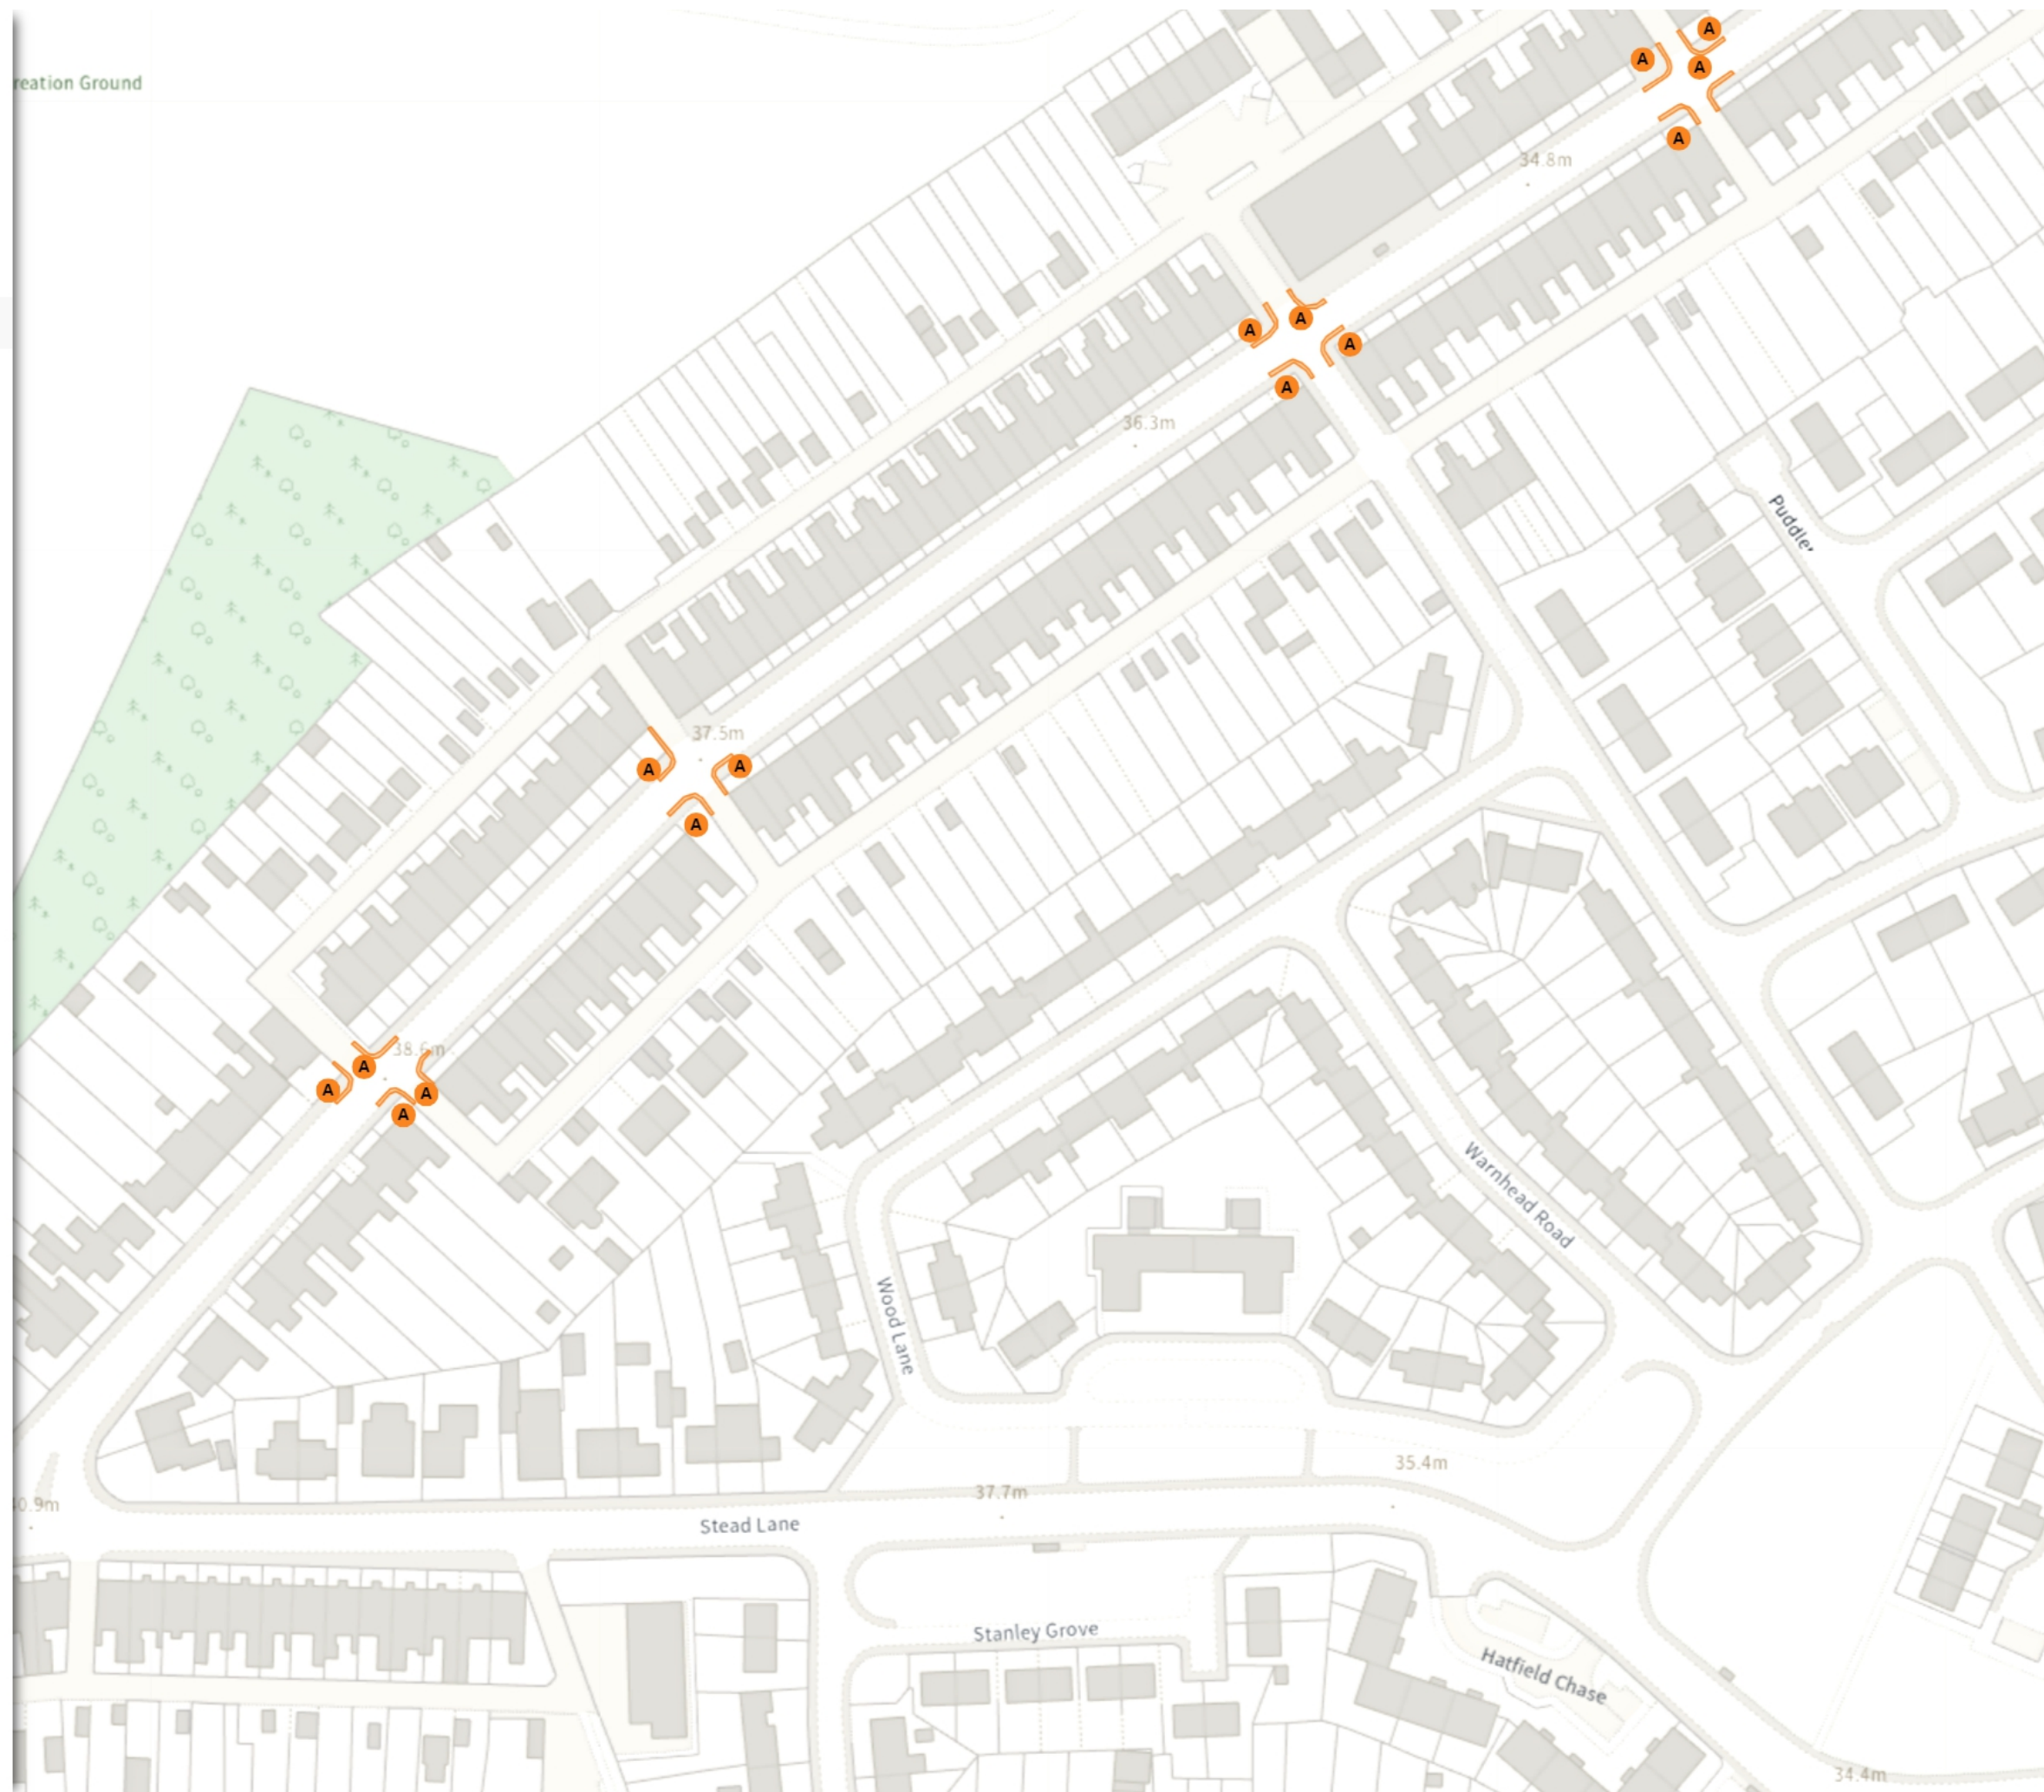 A
A
A
reation Ground
A
34.8m
A
A
A
A
36.3m
Puddle
37.5m
A
A
A
38.6m
A
A
A
A
Warnhead Road
Wood Lane
35.4m
37.7m
0.9m
Stead Lane
Stanley Grove
Hatfield Chase
34.4m